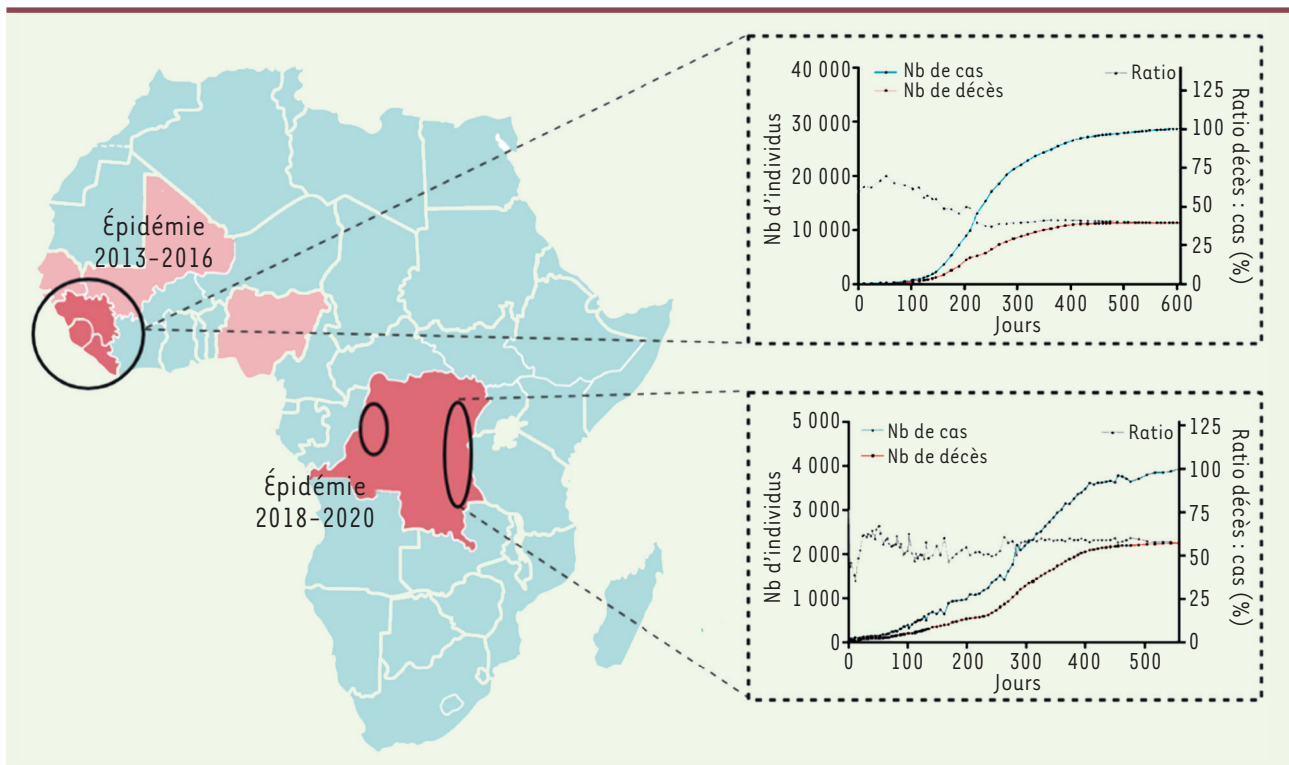 Épidémie
2013-2016
Épidémie
2018-2020
Nb de cas
Nb de décès
Ratio
40 000
30 000
20 000
10 000
0
Nb d'individus
125
100
75
50
25
0
Ratio décès : cas (%)
0 100 200 300 400 500 600
Jours
Nb de cas
Nb de décès
Ratio
5 000
4 000
3 000
2 000
1 000
0
Nb d'individus
125
100
75
50
25
0
Ratio décès : cas (%)
0 100 200 300 400 500
Jours